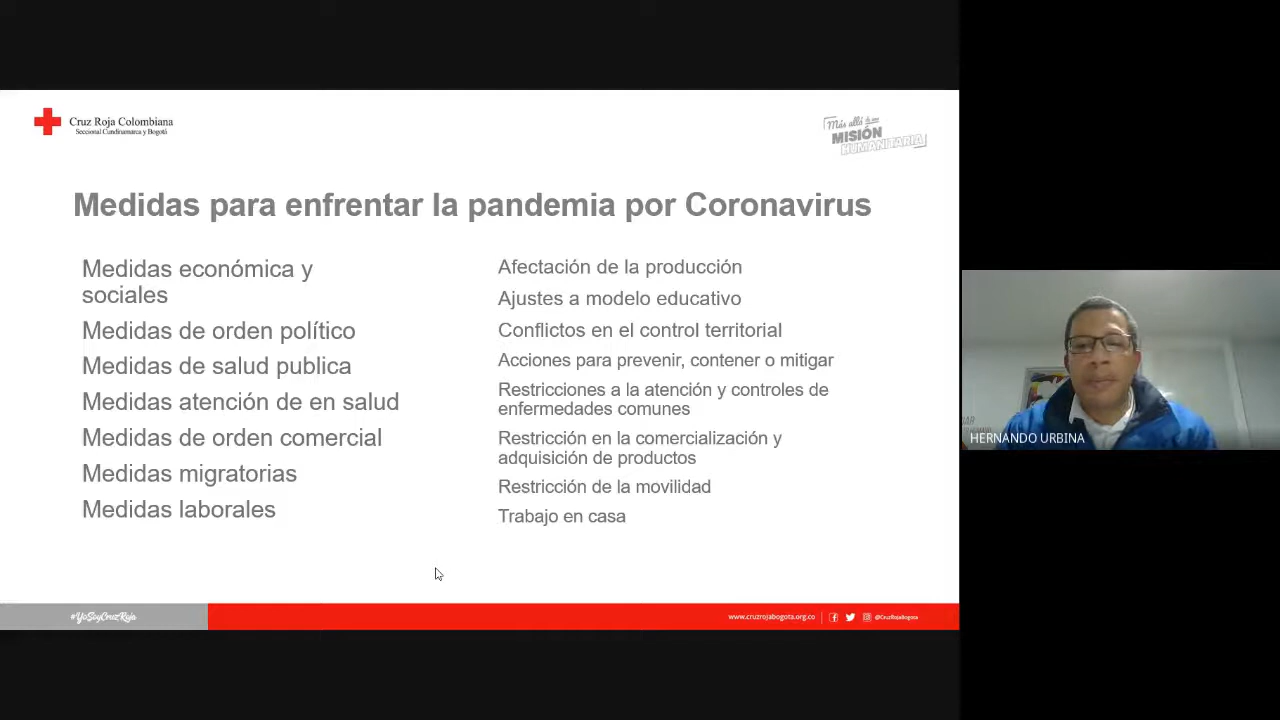 Cruz Roja Colombiana
Seccional Cundinamarca y Bogotá
Más allá de una
MISIÓN
HUMANITARIA
Medidas para enfrentar la pandemia por Coronavirus
Medidas económica y
sociales
Medidas de orden político
Medidas de salud publica
Medidas atención de en salud
Medidas de orden comercial
Medidas migratorias
Medidas laborales
Afectación de la producción
Ajustes a modelo educativo
Conflictos en el control territorial
Acciones para prevenir, contener o mitigar
Restricciones a la atención y controles de
enfermedades comunes
Restricción en la comercialización y
adquisición de productos
Restricción de la movilidad
Trabajo en casa
HERNANDO URBINA
#YoSoyCruzRoja
www.cruzrojabogota.org.co
@CruzRojaBogota